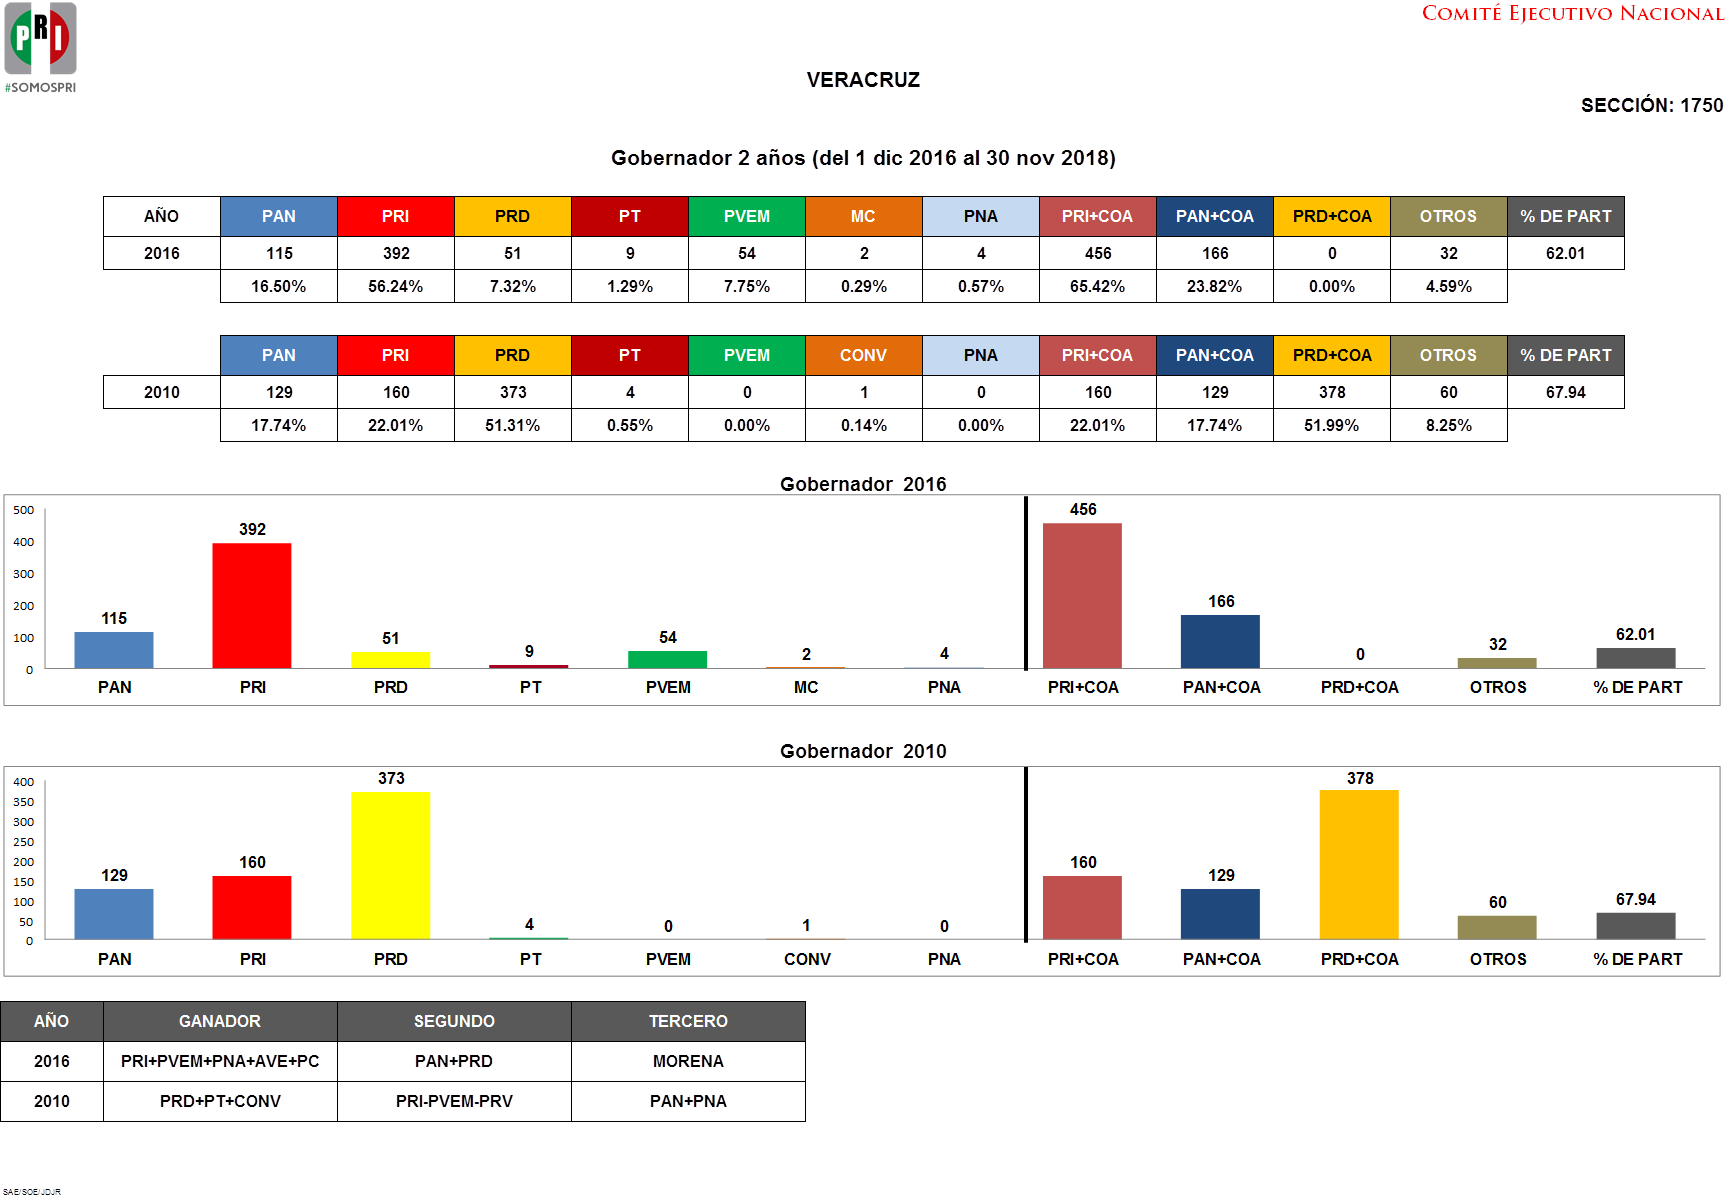 PRI
#SOMOSPRI
COMITÉ EJECUTIVO NACIONAL
VERACRUZ
SECCIÓN: 1750
Gobernador 2 años (del 1 dic 2016 al 30 nov 2018)
AÑO PAN PRI PRD PT PVEM MC PNA PRI+COA PAN+COA PRD+COA OTROS % DE PART
2016 115 392 51 9 54 2 4 456 166 0 32 62.01
16.50% 56.24% 7.32% 1.29% 7.75% 0.29% 0.57% 65.42% 23.82% 0.00% 4.59%
PAN PRI PRD PT PVEM CONV PNA PRI+COA PAN+COA PRD+COA OTROS % DE PART
2010 129 160 373 4 0 1 0 160 129 378 60 67.94
17.74% 22.01% 51.31% 0.55% 0.00% 0.14% 0.00% 22.01% 17.74% 51.99% 8.25%
Gobernador 2016
500
400
300
200
100
0
115 392 51 9 54 2 4 456 166 0 32 62.01
PAN PRI PRD PT PVEM MC PNA PRI+COA PAN+COA PRD+COA OTROS % DE PART
Gobernador 2010
400
350
300
250
200
150
100
50
0
129 160 373 4 0 1 0 160 129 378 60 67.94
PAN PRI PRD PT PVEM CONV PNA PRI+COA PAN+COA PRD+COA OTROS % DE PART
AÑO GANADOR SEGUNDO TERCERO
2016 PRI+PVEM+PNA+AVE+PC PAN+PRD MORENA
2010 PRD+PT+CONV PRI-PVEM-PRV PAN+PNA
SAE/SOE/JDJR